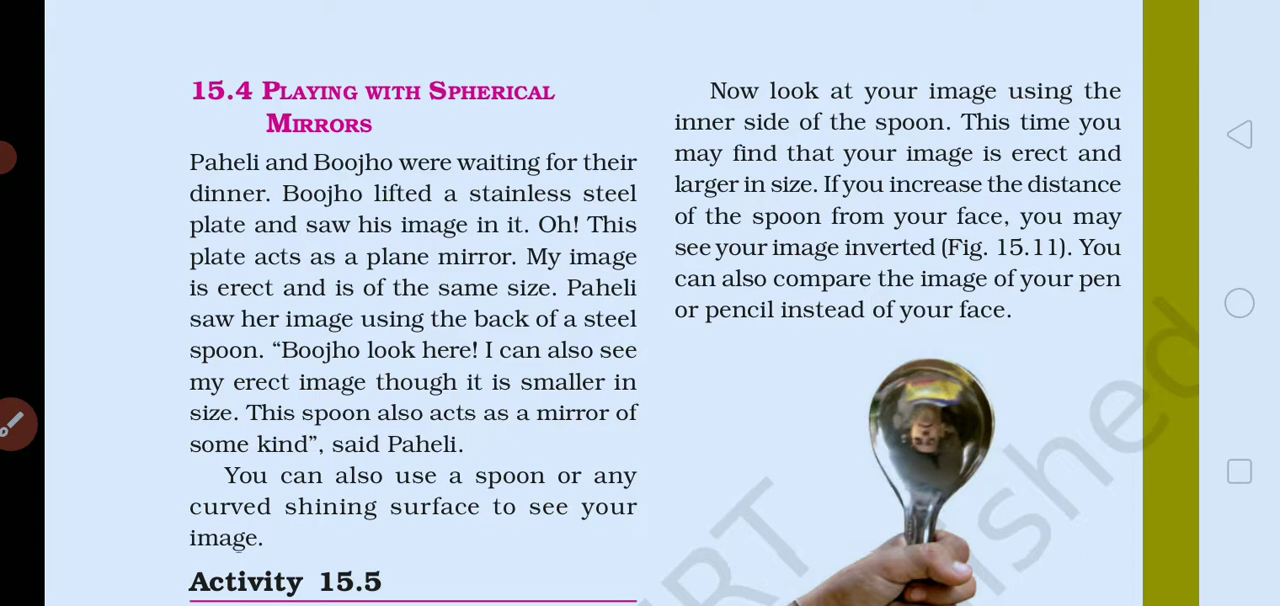 15.4 PLAYING WITH SPHERICAL
MIRRORS
Paheli and Boojho were waiting for their
dinner. Boojho lifted a stainless steel
plate and saw his image in it. Oh! This
plate acts as a plane mirror. My image
is erect and is of the same size. Paheli
saw her image using the back of a steel
spoon. “Boojho look here! I can also see
my erect image though it is smaller in
size. This spoon also acts as a mirror of
some kind”, said Paheli.
You can also use a spoon or any
curved shining surface to see your
image.
Activity 15.5
Now look at your image using the
inner side of the spoon. This time you
may find that your image is erect and
larger in size. If you increase the distance
of the spoon from your face, you may
see your image inverted (Fig. 15.11). You
can also compare the image of your pen
or pencil instead of your face.